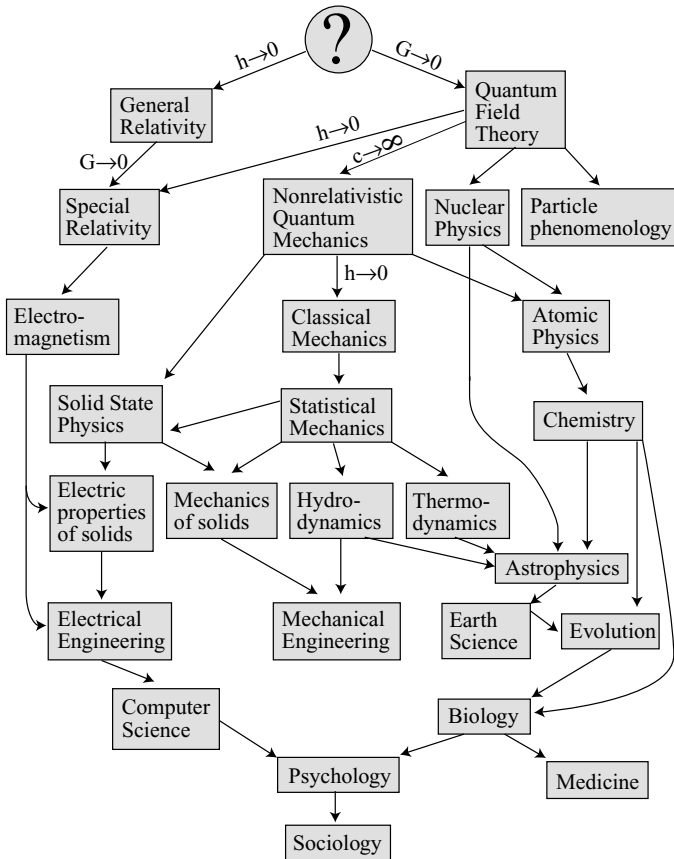 ?
h→0
G→0
General
Relativity
Quantum
Field
Theory
h→0
c→∞
G→0
Special
Relativity
Nonrelativistic
Quantum
Mechanics
Nuclear
Physics
Particle
phenomenology
h→0
Electro-
magnetism
Classical
Mechanics
Atomic
Physics
Solid State
Physics
Statistical
Mechanics
Chemistry
Electric
properties
of solids
Mechanics
of solids
Hydro-
dynamics
Thermo-
dynamics
Astrophysics
Electrical
Engineering
Mechanical
Engineering
Earth
Science
Evolution
Computer
Science
Biology
Psychology
Medicine
Sociology